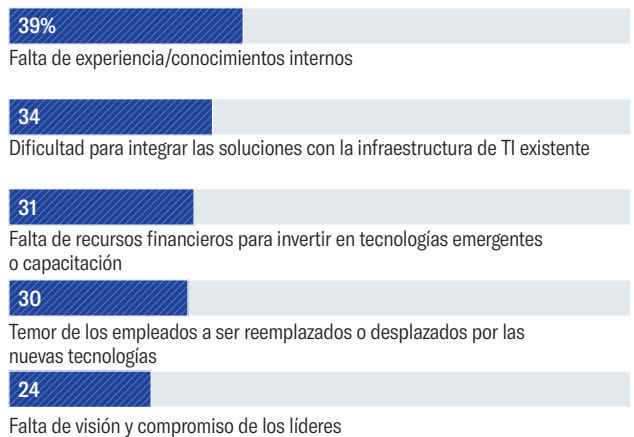 39%
Falta de experiencia/conocimientos internos
34
Dificultad para integrar las soluciones con la infraestructura de TI existente
31
Falta de recursos financieros para invertir en tecnologías emergentes
o capacitación
30
Temor de los empleados a ser reemplazados o desplazados por las
nuevas tecnologías
24
Falta de visión y compromiso de los líderes